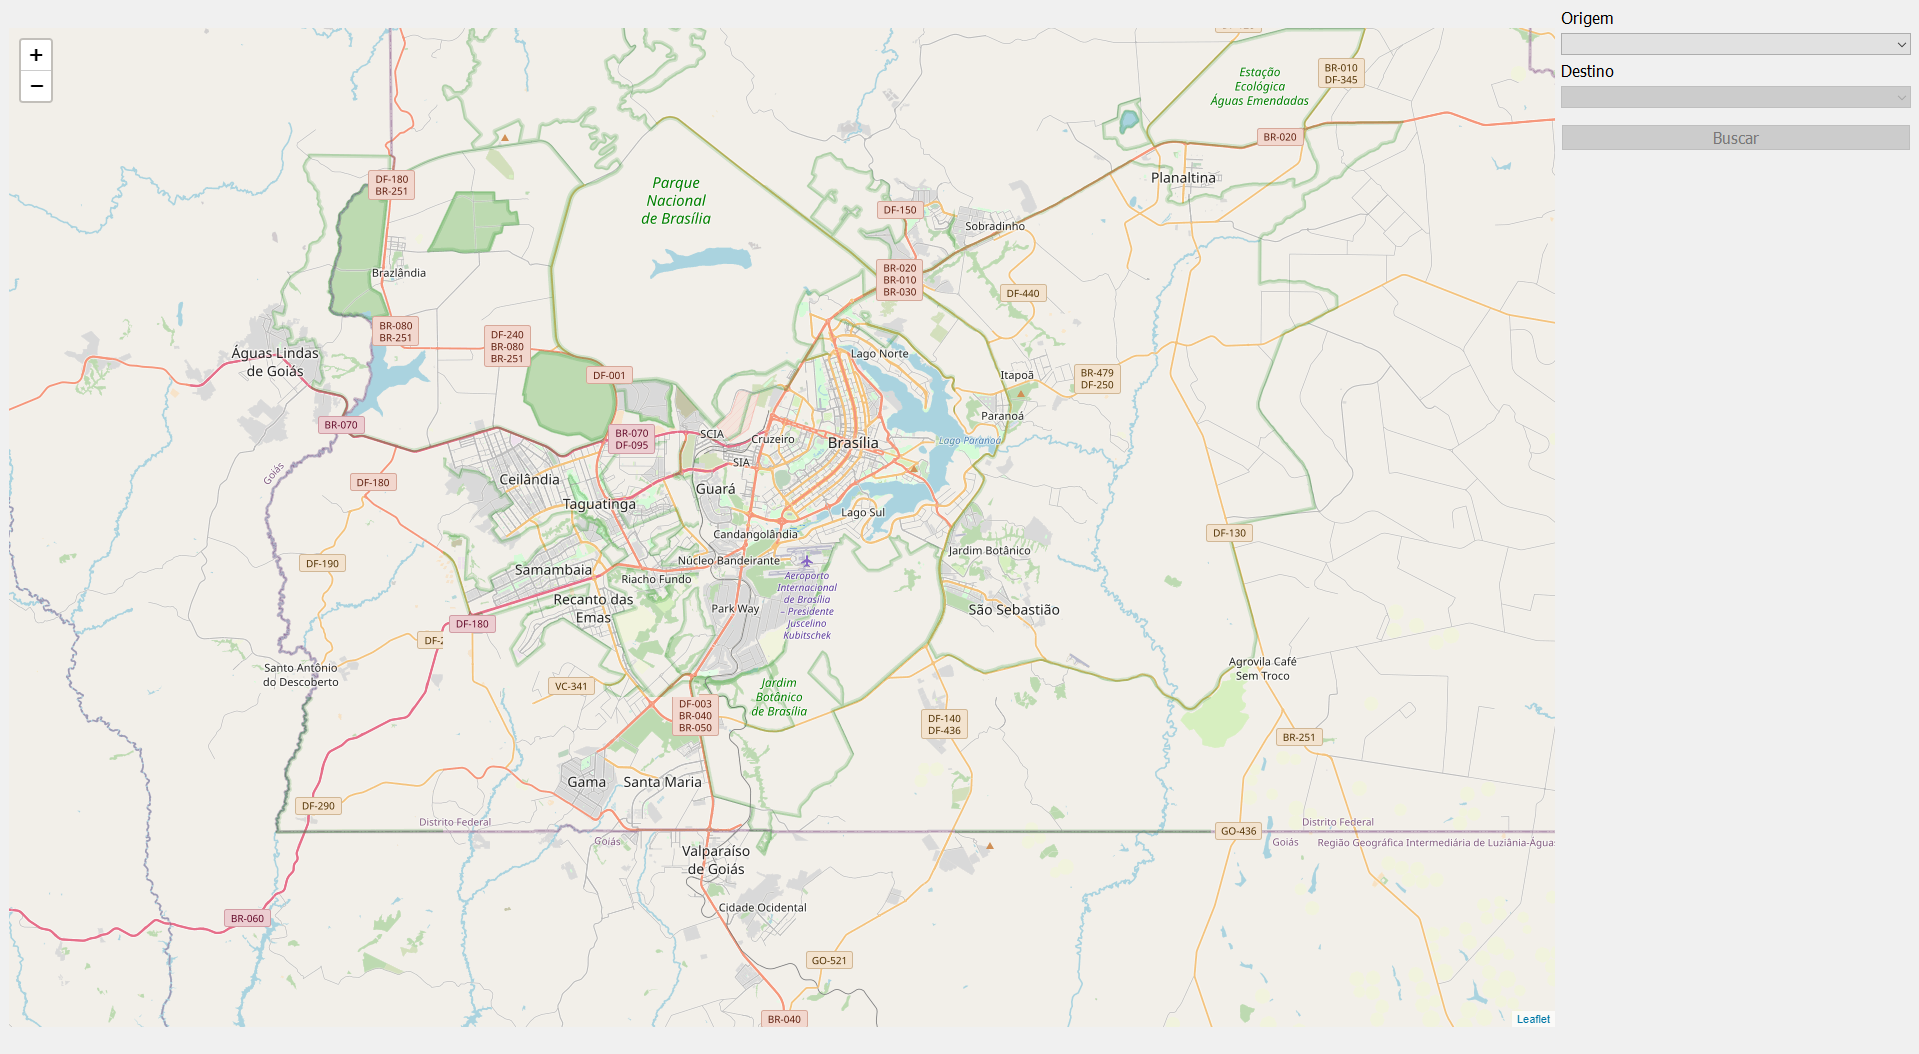 +
−
Origem
Destino
Buscar
BR-010
DF-345
Estação
Ecológica
Águas Emendadas
BR-020
Planaltina
DF-180
BR-251
Parque
Nacional
de Brasília
DF-150
Sobradinho
Brazlândia
BR-020
BR-010
BR-030
DF-440
BR-080
BR-251
DF-240
BR-080
BR-251
Águas Lindas
de Goiás
Lago Norte
DF-001
Itapoã
BR-479
DF-250
Paranoá
BR-070
BR-070
DF-095
SCIA
Cruzeiro
Brasília
Lago Paranoá
SIA
Goiás
DF-180
Ceilândia
Guará
Taguatinga
Lago Sul
DF-130
Candangolândia
Jardim Botânico
DF-190
Núcleo Bandeirante
Samambaia
Riacho Fundo
Aeroporto
Internacional
de Brasília
– Presidente
Juscelino
Kubitschek
Recanto das
Emas
Park Way
São Sebastião
DF-180
DF-2
Santo Antônio
do Descoberto
Agrovila Café
Sem Troco
VC-341
Jardim
Botânico
de Brasília
DF-003
BR-040
BR-050
DF-140
DF-436
BR-251
Gama
Santa Maria
DF-290
Distrito Federal
Distrito Federal
GO-436
Goiás
Goiás
Região Geográfica Intermediária de Luziânia-Águas
Valparaíso
de Goiás
Cidade Ocidental
BR-060
GO-521
BR-040
Leaflet